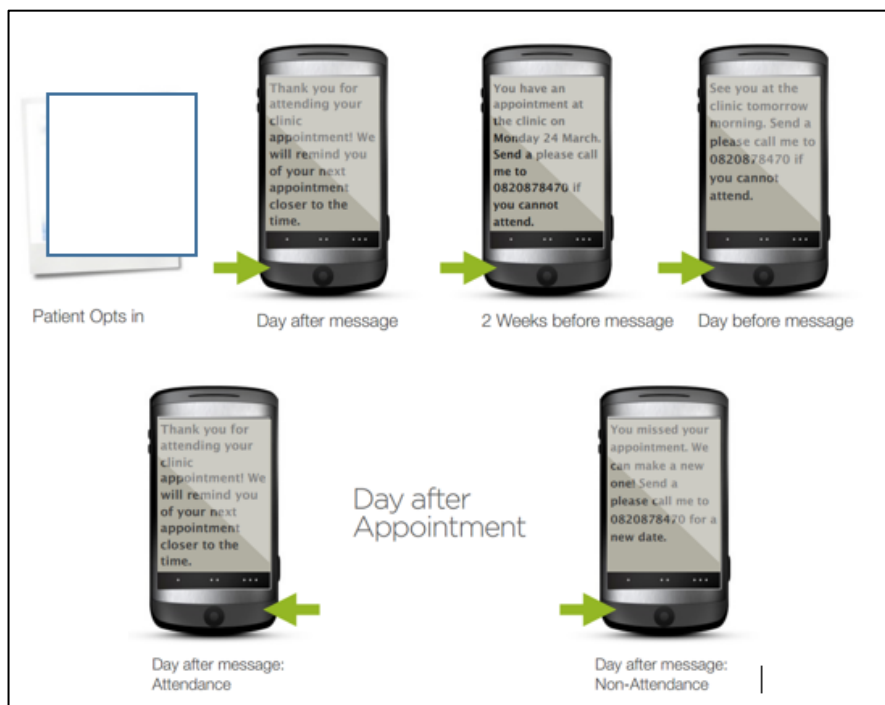 Thank you for
attending your
clinic
appointment! We
will remind you
of your next
appointment
closer to the
time.
You have an
appointment at
the clinic on
Monday 24 March.
Send a please call
me to
0820878470 if
you cannot
attend.
See you at the
clinic tomorrow
morning. Send a
please call me to
0820878470 if
you cannot
attend.
Patient Opts in
Day after message
2 Weeks before message
Day before message
Thank you for
attending your
clinic
appointment! We
will remind you
of your next
appointment
closer to the
time.
Day after
Appointment
You missed your
appointment. We
can make a new
one! Send a
please call me to
0820878470 for a
new date.
Day after message:
Attendance
Day after message:
Non-Attendance